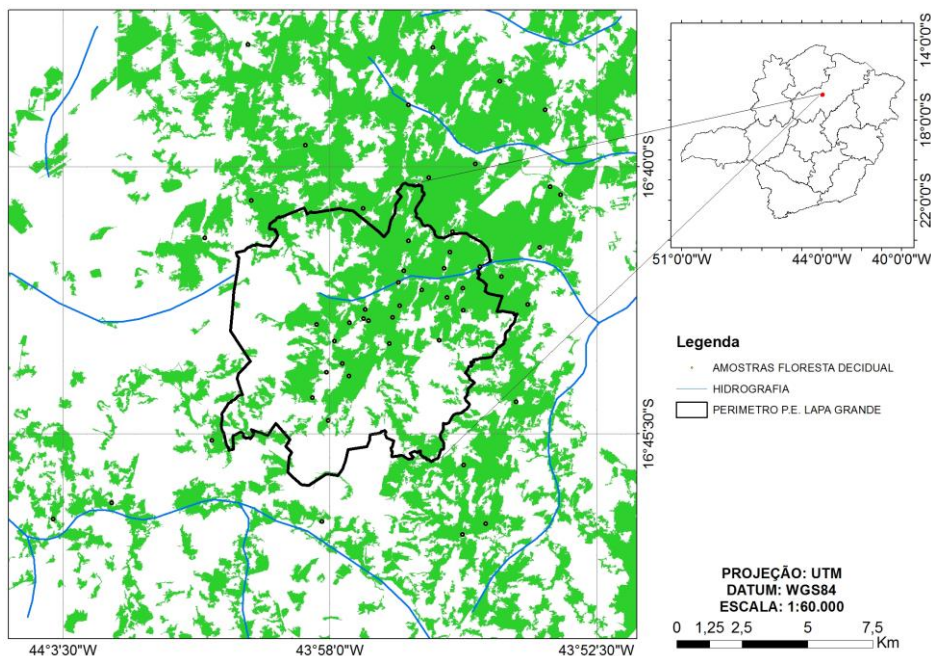 16°40'0"S
16°45'30"S
44°3'30"W
43°58'0"W
43°52'30"W
14°0'0"S
18°0'0"S
22°0'0"S
51°0'0"W
44°0'0"W
40°0'0"W
Legenda
AMOSTRAS FLORESTA DECIDUAL
HIDROGRAFIA
PERIMETRO P.E. LAPA GRANDE
PROJEÇÃO: UTM
DATUM: WGS84
ESCALA: 1:60.000
0 1,25 2,5 5 7,5
Km